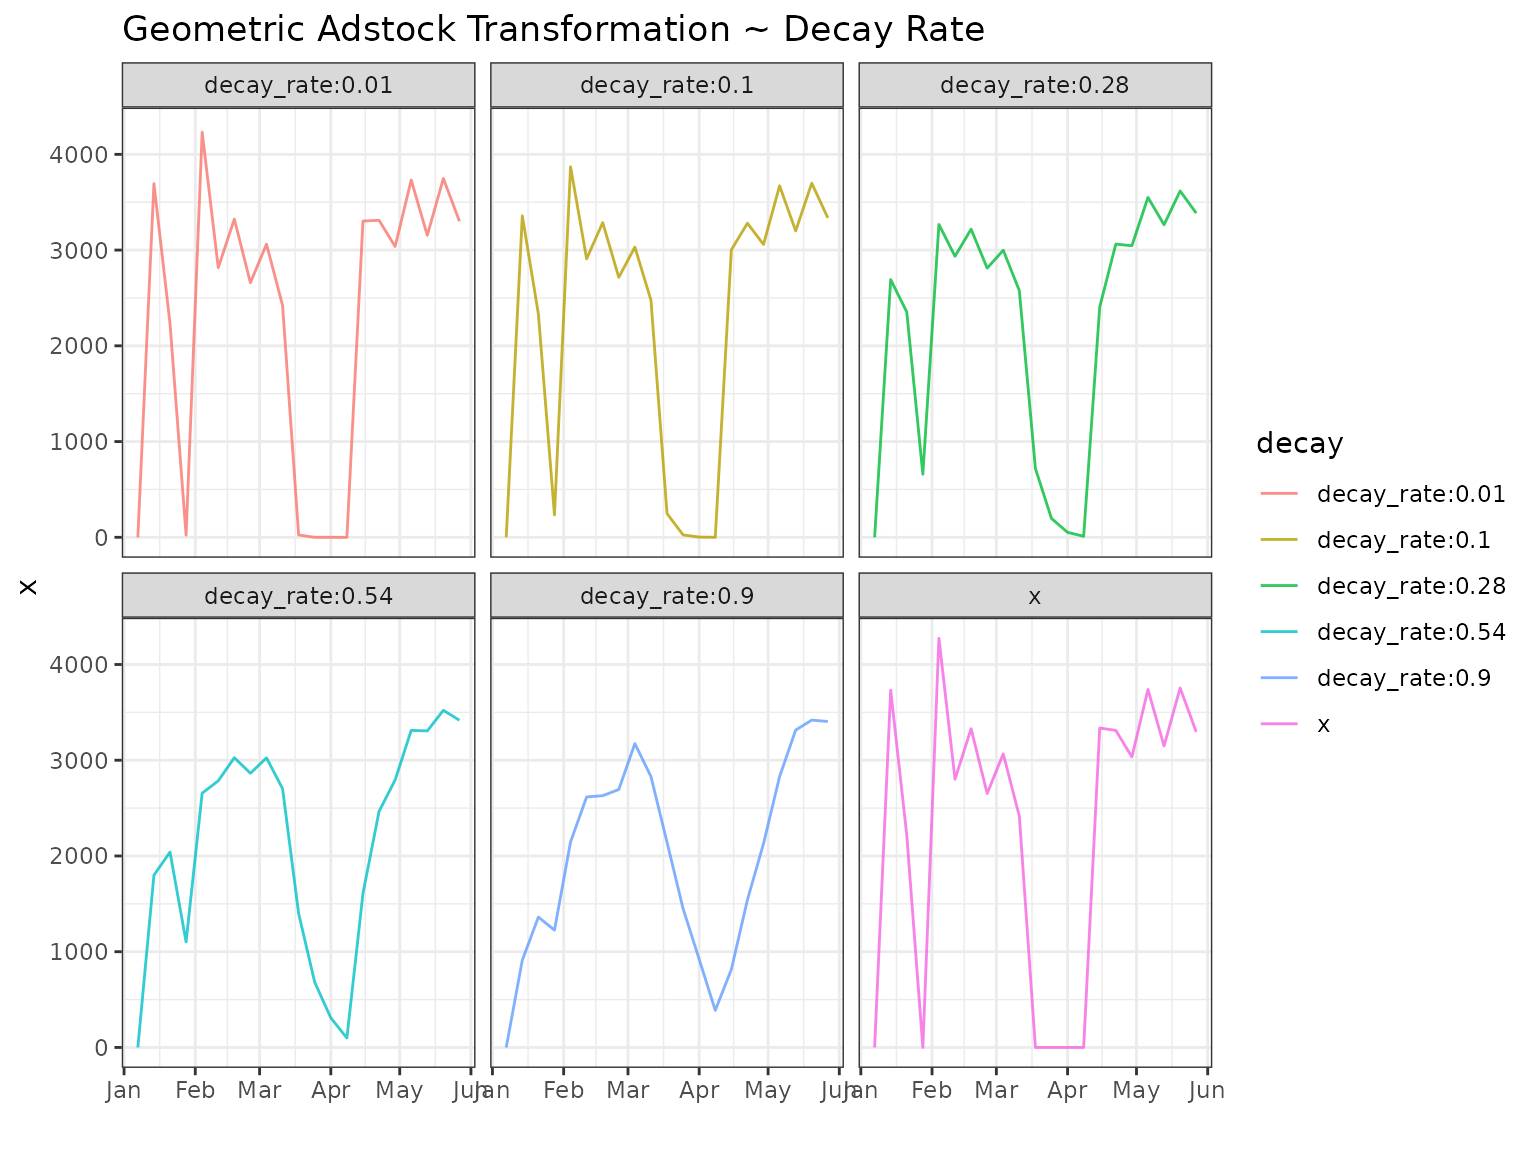 Geometric Adstock Transformation ~ Decay Rate
decay_rate:0.01
decay_rate:0.1
decay_rate:0.28
4000
3000
2000
1000
0
x
decay_rate:0.54
decay_rate:0.9
x
4000
3000
2000
1000
0
Jan Feb Mar Apr May Jun
Jan Feb Mar Apr May Jun
Jan Feb Mar Apr May Jun
decay
decay_rate:0.01
decay_rate:0.1
decay_rate:0.28
decay_rate:0.54
decay_rate:0.9
x